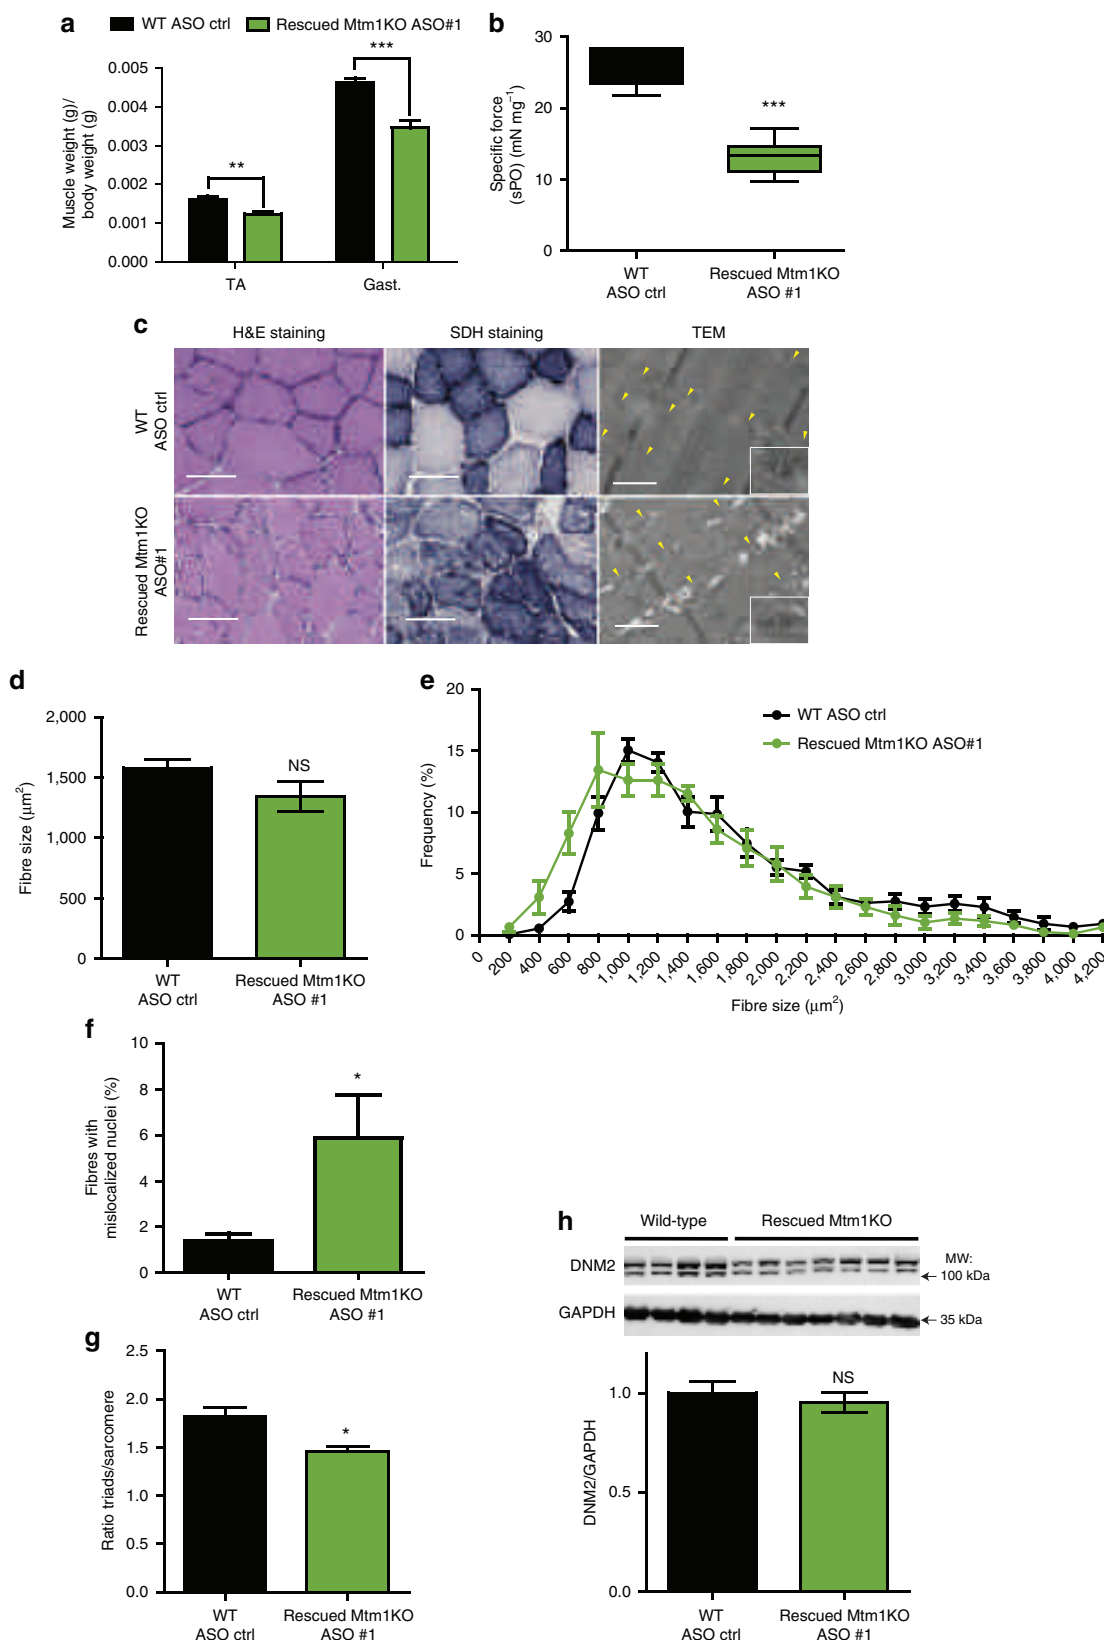 a
WT ASO ctrl
Rescued Mtm1KO ASO#1
Muscle weight (g)/
body weight (g)
0.005
0.004
0.003
0.002
0.001
0.000
**
***
TA
Gast.
b
Specific force
(sPO) (mN mg⁻¹)
30
20
10
0
***
WT
ASO ctrl
Rescued Mtm1KO
ASO #1
c
H&E staining
SDH staining
TEM
WT
ASO ctrl
Rescued Mtm1KO
ASO#1
d
Fibre size (µm²)
2,000
1,500
1,000
500
0
NS
WT
ASO ctrl
Rescued Mtm1KO
ASO #1
e
Frequency (%)
20
15
10
5
0
WT ASO ctrl
Rescued Mtm1KO ASO#1
0
200
400
600
800
1,000
1,200
1,400
1,600
1,800
2,000
2,200
2,400
2,600
2,800
3,000
3,200
3,400
3,600
3,800
4,000
4,200
Fibre size (µm²)
f
Fibres with
mislocalized nuclei (%)
10
8
6
4
2
0
*
WT
ASO ctrl
Rescued Mtm1KO
ASO #1
g
Ratio triads/sarcomere
2.5
2.0
1.5
1.0
0.5
0.0
*
WT
ASO ctrl
Rescued Mtm1KO
ASO #1
h
Wild-type
Rescued Mtm1KO
DNM2
MW:
← 100 kDa
GAPDH
← 35 kDa
DNM2/GAPDH
1.0
0.5
0.0
NS
WT
ASO ctrl
Rescued Mtm1KO
ASO #1